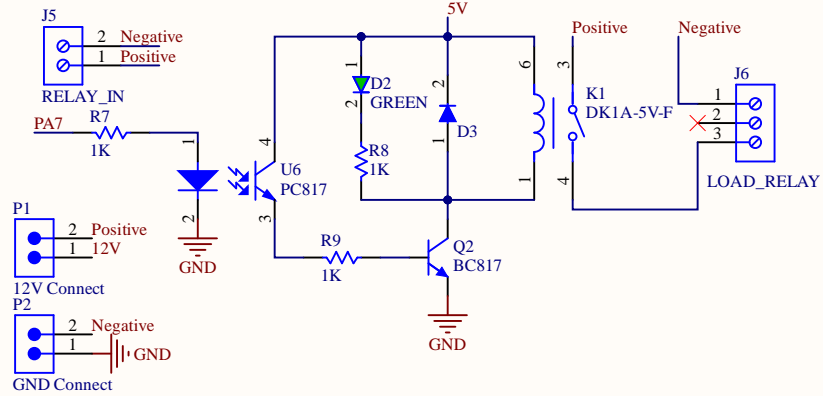 5V
J5
2 Negative
1 Positive
RELAY_IN
PA7
R7
1K
1
2
GND
4
3
U6
PC817
1
2
D2
GREEN
R8
1K
2
1
D3
6
1
Positive
3
4
K1
DK1A-5V-F
Negative
J6
1
2
3
LOAD_RELAY
R9
1K
Q2
BC817
GND
P1
2 Positive
1 12V
12V Connect
P2
2 Negative
1 GND
GND Connect